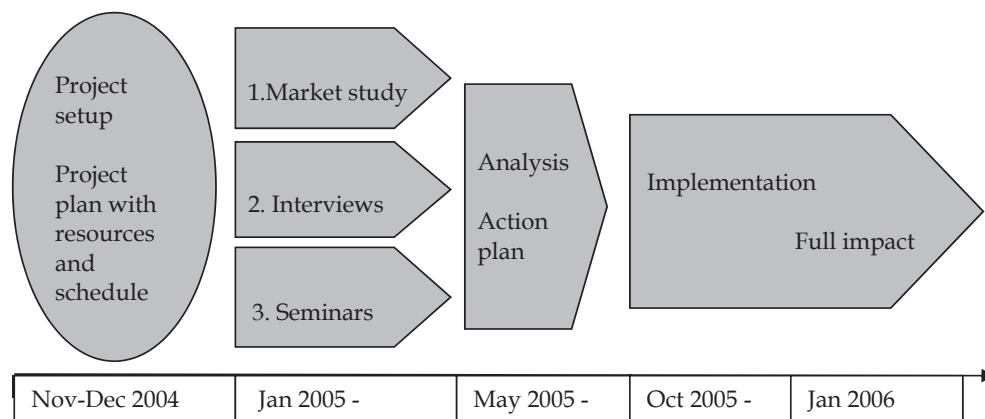 Project
setup
Project
plan with
resources
and
schedule
1.Market study
2. Interviews
3. Seminars
Analysis
Action
plan
Implementation
Full impact
Nov-Dec 2004
Jan 2005 -
May 2005 -
Oct 2005 -
Jan 2006